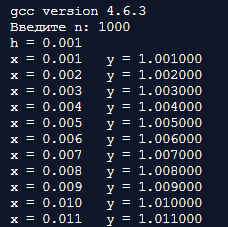 gcc version 4.6.3
Введите n: 1000
h = 0.001
x = 0.001   y = 1.001000
x = 0.002   y = 1.002000
x = 0.003   y = 1.003000
x = 0.004   y = 1.004000
x = 0.005   y = 1.005000
x = 0.006   y = 1.006000
x = 0.007   y = 1.007000
x = 0.008   y = 1.008000
x = 0.009   y = 1.009000
x = 0.010   y = 1.010000
x = 0.011   y = 1.011000